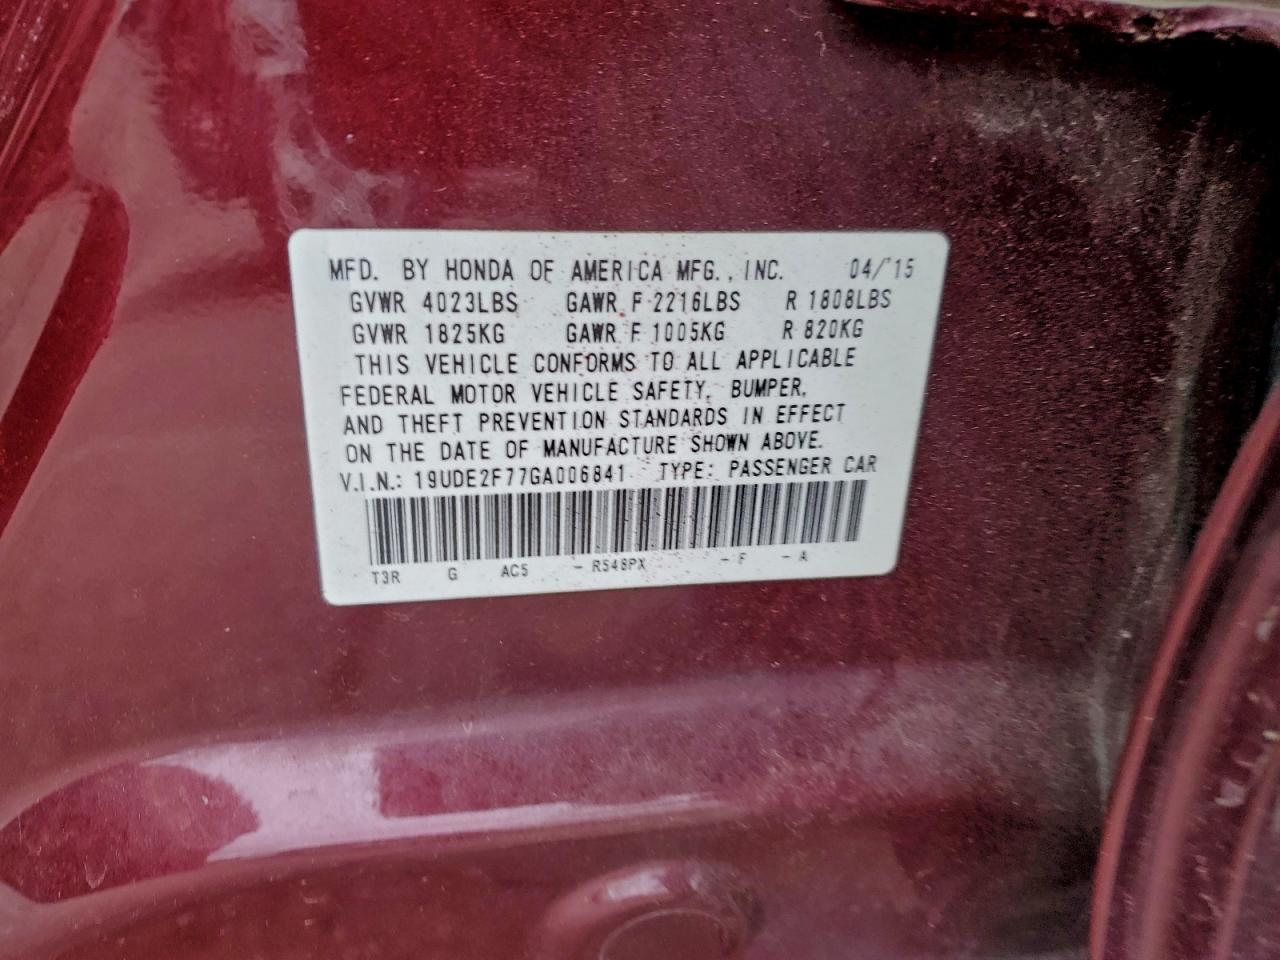 MFD. BY HONDA OF AMERICA MFG., INC. 04/'15
GVWR 4023LBS GAWR F 2216LBS R 1808LBS
GVWR 1825KG GAWR F 1005KG R 820KG
THIS VEHICLE CONFORMS TO ALL APPLICABLE
FEDERAL MOTOR VEHICLE SAFETY, BUMPER,
AND THEFT PREVENTION STANDARDS IN EFFECT
ON THE DATE OF MANUFACTURE SHOWN ABOVE.
V.I.N.: 19UDE2F77GA006841 TYPE: PASSENGER CAR
T3R G AC5 - R548PX - F - A